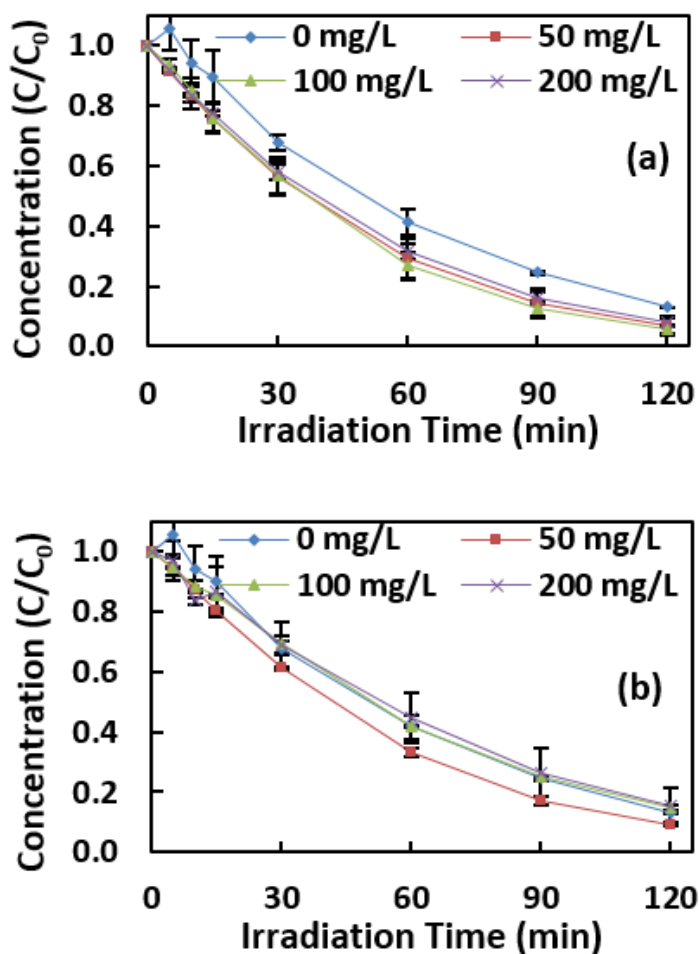 Concentration (C/C₀)
1.0
0.8
0.6
0.4
0.2
0.0
0 mg/L
50 mg/L
100 mg/L
200 mg/L
(a)
0 30 60 90 120
Irradiation Time (min)
Concentration (C/C₀)
1.0
0.8
0.6
0.4
0.2
0.0
0 mg/L
50 mg/L
100 mg/L
200 mg/L
(b)
0 30 60 90 120
Irradiation Time (min)